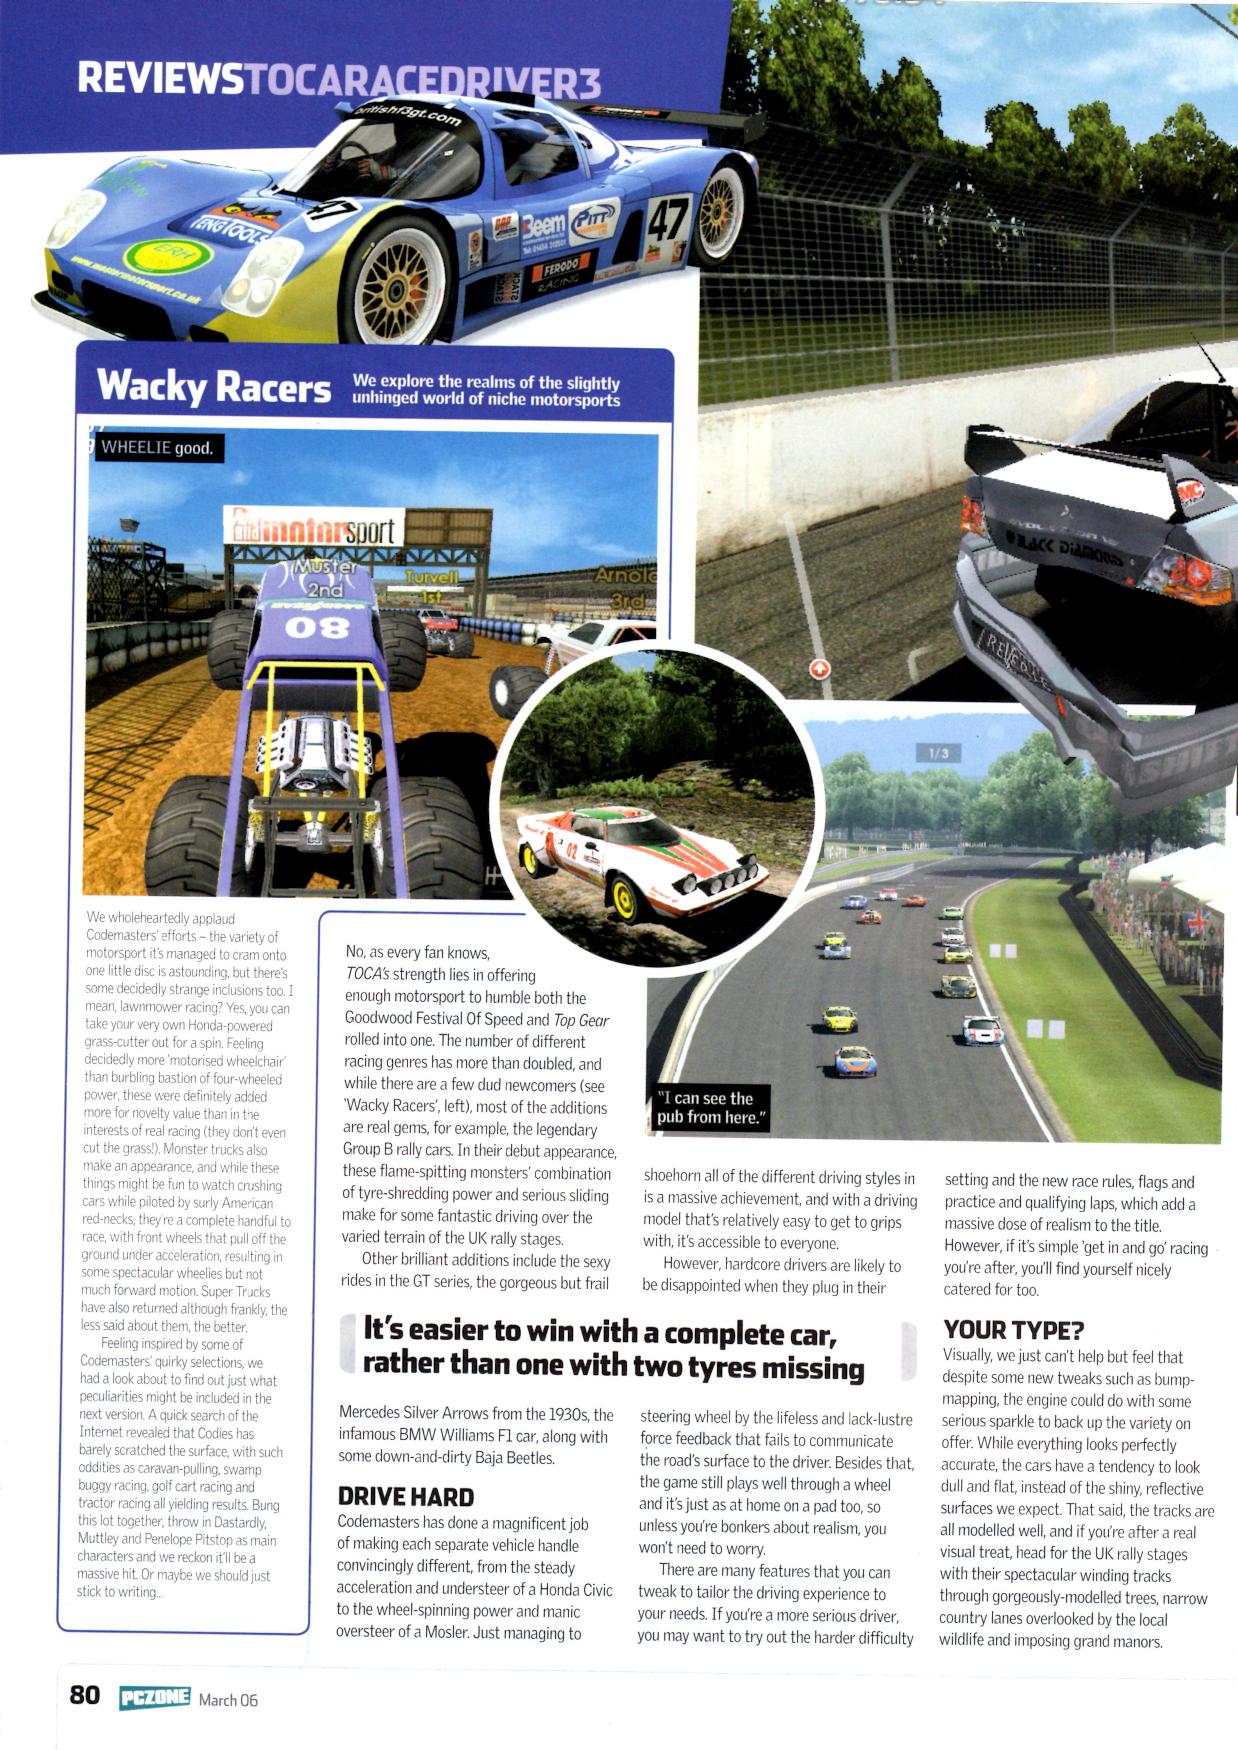 REVIEWSTOCARACEDRIVER3
britishf3gt.com
47
TENGTOOLS
ERH
www.mastermotorsport.co.uk
Beem
PITT
47
FERODO
RACING
Wacky Racers
We explore the realms of the slightly
unhinged world of niche motorsports
WHEELIE good.
motorsport
Muster
2nd
Turvell
1st
Arnold
3rd
08
BLACK DIAMOND
REVERTE
02
1/3
"I can see the
pub from here."
We wholeheartedly applaud
Codemasters' efforts – the variety of
motorsport it's managed to cram onto
one little disc is astounding, but there's
some decidedly strange inclusions too. I
mean, lawnmower racing? Yes, you can
take your very own Honda-powered
grass-cutter out for a spin. Feeling
decidedly more 'motorised wheelchair'
than burbling bastion of four-wheeled
power, these were definitely added
more for novelty value than in the
interests of real racing (they don't even
cut the grass!). Monster trucks also
make an appearance, and while these
things might be fun to watch crushing
cars while piloted by surly American
red-necks, they're a complete handful to
race, with front wheels that pull off the
ground under acceleration, resulting in
some spectacular wheelies but not
much forward motion. Super Trucks
have also returned although frankly, the
less said about them, the better.
Feeling inspired by some of
Codemasters' quirky selections, we
had a look about to find out just what
peculiarities might be included in the
next version. A quick search of the
Internet revealed that Codies has
barely scratched the surface, with such
oddities as caravan-pulling, swamp
buggy racing, golf cart racing and
tractor racing all yielding results. Bung
this lot together, throw in Dastardly,
Muttley and Penelope Pitstop as main
characters and we reckon it'll be a
massive hit. Or maybe we should just
stick to writing...
No, as every fan knows,
TOCA's strength lies in offering
enough motorsport to humble both the
Goodwood Festival Of Speed and Top Gear
rolled into one. The number of different
racing genres has more than doubled, and
while there are a few dud newcomers (see
'Wacky Racers', left), most of the additions
are real gems, for example, the legendary
Group B rally cars. In their debut appearance,
these flame-spitting monsters' combination
of tyre-shredding power and serious sliding
make for some fantastic driving over the
varied terrain of the UK rally stages.
Other brilliant additions include the sexy
rides in the GT series, the gorgeous but frail
It's easier to win with a complete car,
rather than one with two tyres missing
Mercedes Silver Arrows from the 1930s, the
infamous BMW Williams F1 car, along with
some down-and-dirty Baja Beetles.
DRIVE HARD
Codemasters has done a magnificent job
of making each separate vehicle handle
convincingly different, from the steady
acceleration and understeer of a Honda Civic
to the wheel-spinning power and manic
oversteer of a Mosler. Just managing to
shoehorn all of the different driving styles in
is a massive achievement, and with a driving
model that's relatively easy to get to grips
with, it's accessible to everyone.
However, hardcore drivers are likely to
be disappointed when they plug in their
steering wheel by the lifeless and lack-lustre
force feedback that fails to communicate
the road's surface to the driver. Besides that,
the game still plays well through a wheel
and it's just as at home on a pad too, so
unless you're bonkers about realism, you
won't need to worry.
There are many features that you can
tweak to tailor the driving experience to
your needs. If you're a more serious driver,
you may want to try out the harder difficulty
setting and the new race rules, flags and
practice and qualifying laps, which add a
massive dose of realism to the title.
However, if it's simple 'get in and go' racing
you're after, you'll find yourself nicely
catered for too.
YOUR TYPE?
Visually, we just can't help but feel that
despite some new tweaks such as bump-
mapping, the engine could do with some
serious sparkle to back up the variety on
offer. While everything looks perfectly
accurate, the cars have a tendency to look
dull and flat, instead of the shiny, reflective
surfaces we expect. That said, the tracks are
all modelled well, and if you're after a real
visual treat, head for the UK rally stages
with their spectacular winding tracks
through gorgeously-modelled trees, narrow
country lanes overlooked by the local
wildlife and imposing grand manors.
80 PCZONE March 06